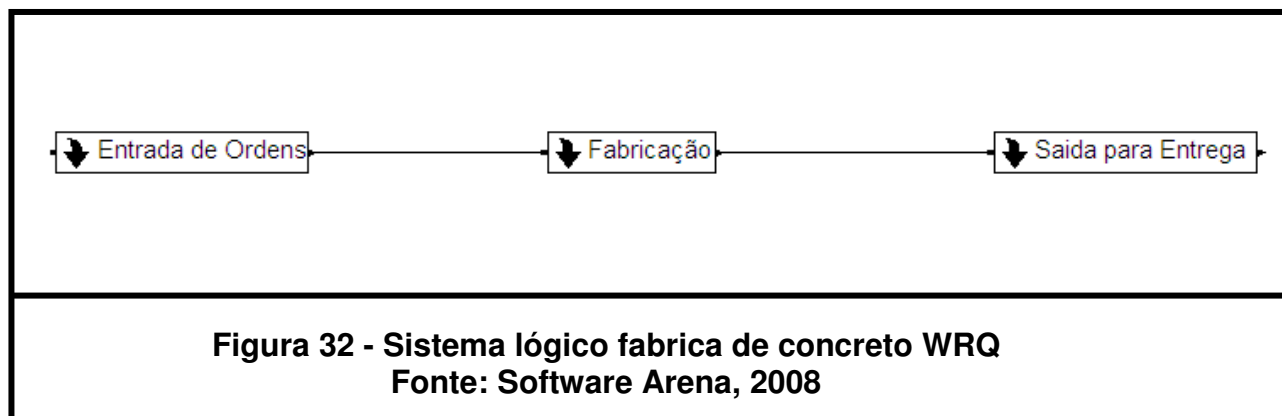 Entrada de Ordens
Fabricação
Saida para Entrega
Figura 32 - Sistema lógico fabrica de concreto WRQ
Fonte: Software Arena, 2008